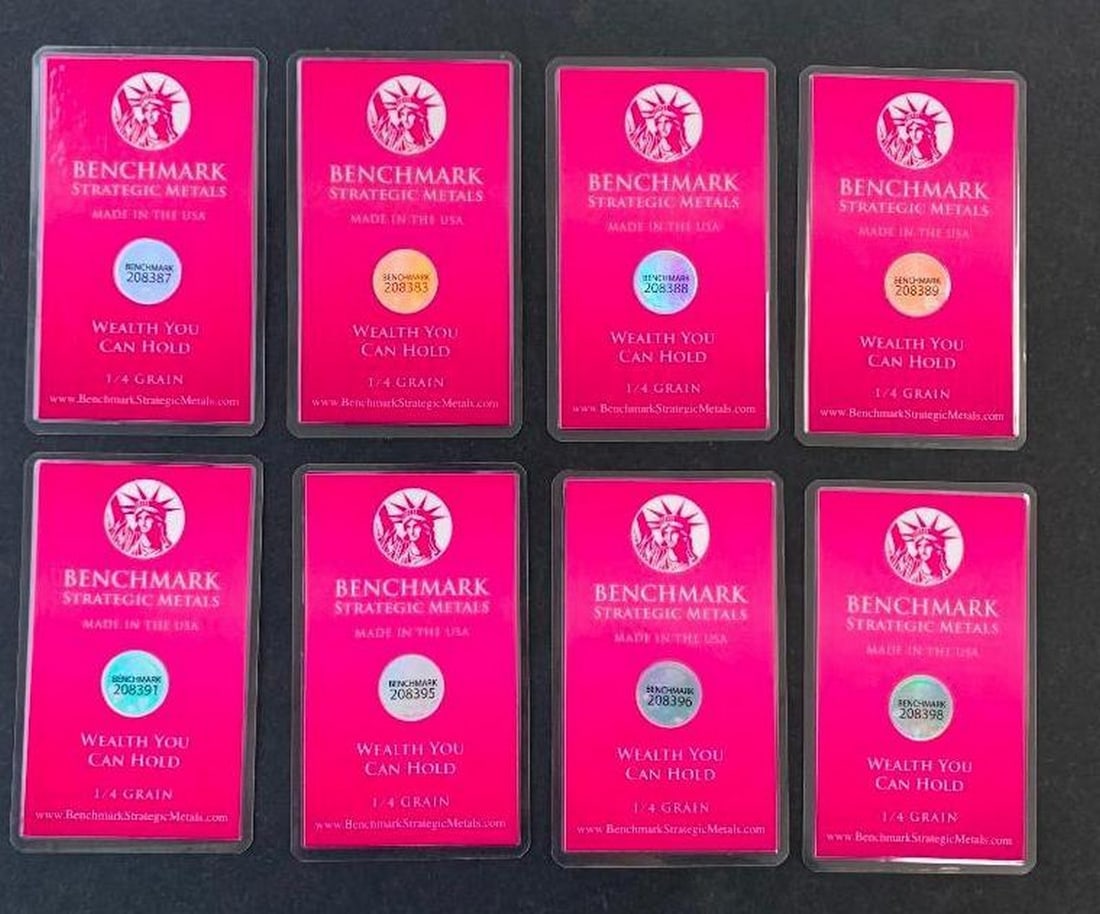 BENCHMARK
STRATEGIC METALS
MADE IN THE USA
BENCHMARK
208387
WEALTH YOU
CAN HOLD
1/4 GRAIN
www.BenchmarkStrategicMetals.com
BENCHMARK
STRATEGIC METALS
MADE IN THE USA
BENCHMARK
208383
WEALTH YOU
CAN HOLD
1/4 GRAIN
www.BenchmarkStrategicMetals.com
BENCHMARK
STRATEGIC METALS
MADE IN THE USA
BENCHMARK
208388
WEALTH YOU
CAN HOLD
1/4 GRAIN
www.BenchmarkStrategicMetals.com
BENCHMARK
STRATEGIC METALS
MADE IN THE USA
BENCHMARK
208389
WEALTH YOU
CAN HOLD
1/4 GRAIN
www.BenchmarkStrategicMetals.com
BENCHMARK
STRATEGIC METALS
MADE IN THE USA
BENCHMARK
208391
WEALTH YOU
CAN HOLD
1/4 GRAIN
www.BenchmarkStrategicMetals.com
BENCHMARK
STRATEGIC METALS
MADE IN THE USA
BENCHMARK
208395
WEALTH YOU
CAN HOLD
1/4 GRAIN
www.BenchmarkStrategicMetals.com
BENCHMARK
STRATEGIC METALS
MADE IN THE USA
BENCHMARK
208396
WEALTH YOU
CAN HOLD
1/4 GRAIN
www.BenchmarkStrategicMetals.com
BENCHMARK
STRATEGIC METALS
MADE IN THE USA
BENCHMARK
208398
WEALTH YOU
CAN HOLD
1/4 GRAIN
www.BenchmarkStrategicMetals.com